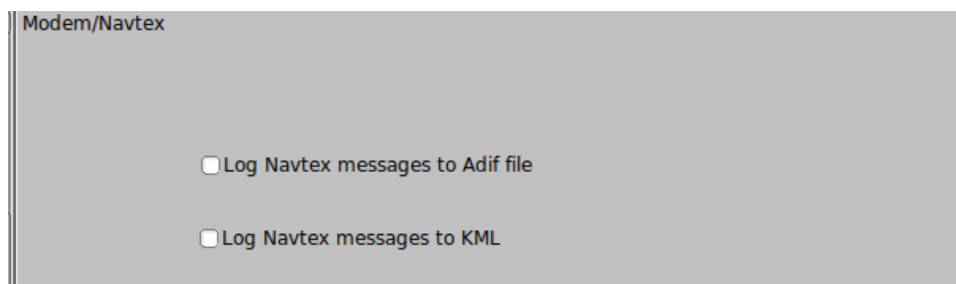 Modem/Navtex
Log Navtex messages to Adif file
Log Navtex messages to KML